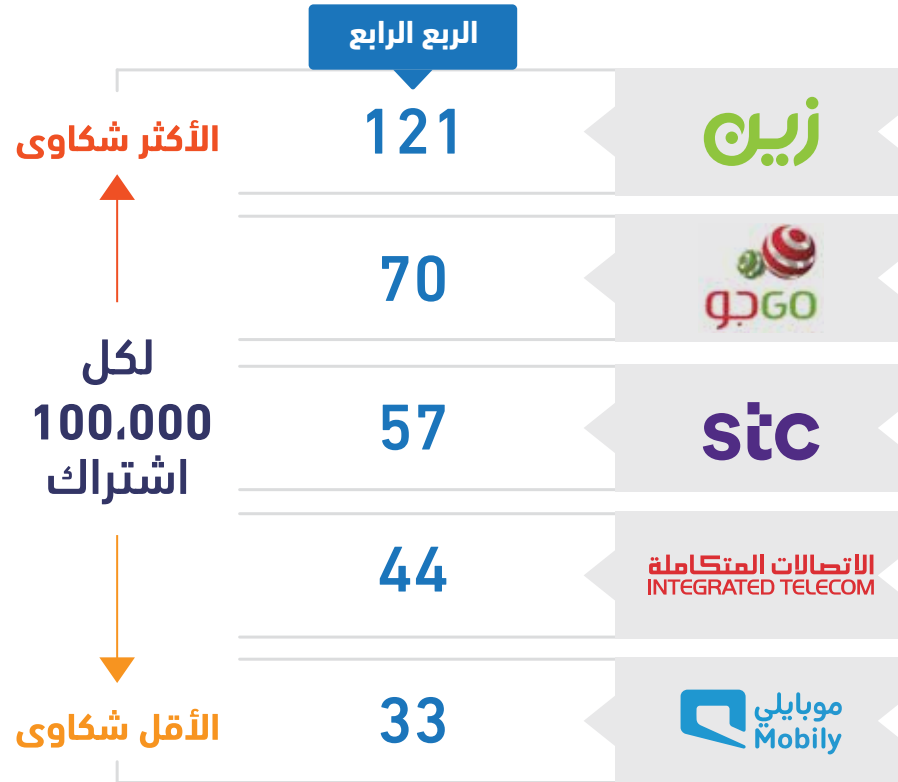 الربع الرابع
الأكثر شكاوى
121
زين
70
GO جو
لكل
100،000
اشتراك
57
stc
44
الاتصالات المتكاملة
INTEGRATED TELECOM
الأقل شكاوى
33
موبايلي
Mobily